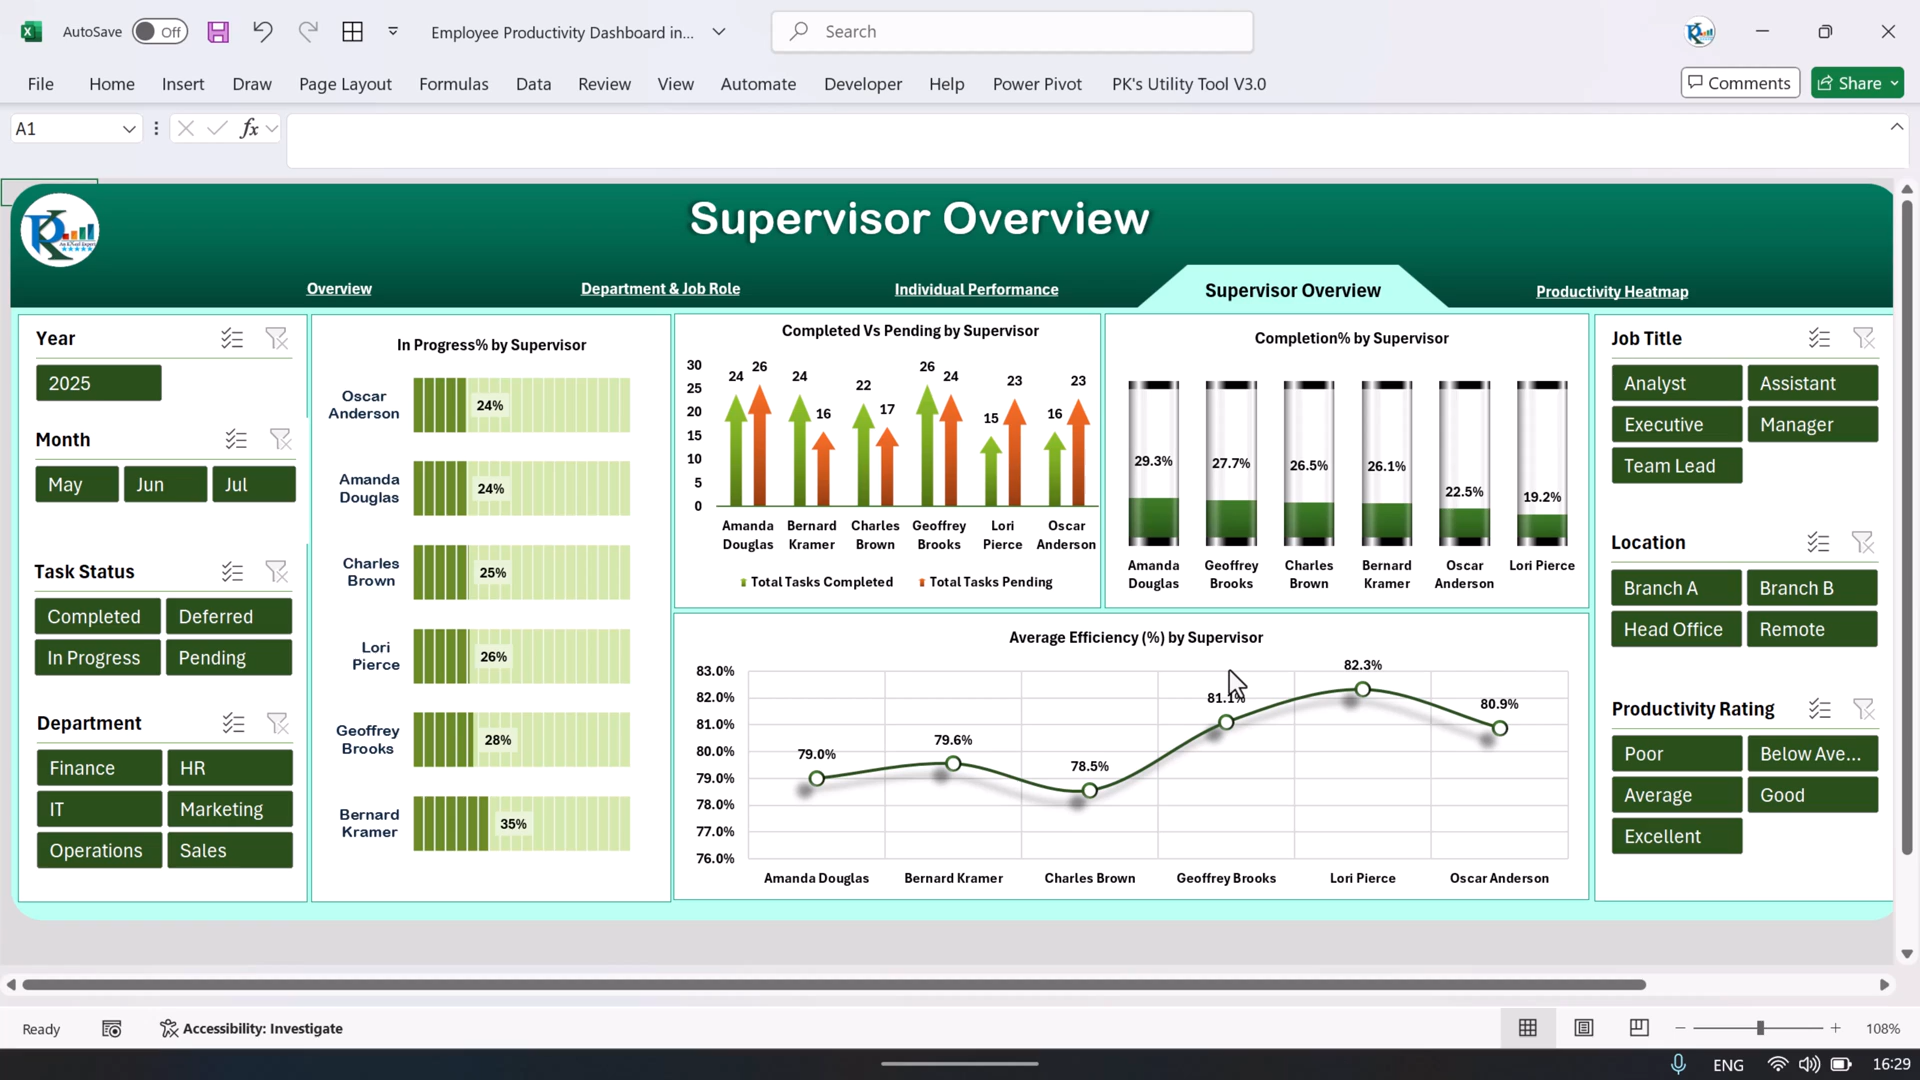 AutoSave Off Employee Productivity Dashboard in... Search
File Home Insert Draw Page Layout Formulas Data Review View Automate Developer Help Power Pivot PK's Utility Tool V3.0 Comments Share
A1 fx
Supervisor Overview
Overview Department & Job Role Individual Performance Supervisor Overview Productivity Heatmap
Year
2025
Month
May Jun Jul
Task Status
Completed Deferred
In Progress Pending
Department
Finance HR
IT Marketing
Operations Sales
In Progress% by Supervisor
Oscar
Anderson
24%
Amanda
Douglas
24%
Charles
Brown
25%
Lori
Pierce
26%
Geoffrey
Brooks
28%
Bernard
Kramer
35%
Completed Vs Pending by Supervisor
30
25
20
15
10
5
0
24 26 24 16 22 17 26 24 15 23 16 23
Amanda Bernard Charles Geoffrey Lori Oscar
Douglas Kramer Brown Brooks Pierce Anderson
Total Tasks Completed Total Tasks Pending
Completion% by Supervisor
29.3% 27.7% 26.5% 26.1% 22.5% 19.2%
Amanda Geoffrey Charles Bernard Oscar Lori Pierce
Douglas Brooks Brown Kramer Anderson
Average Efficiency (%) by Supervisor
83.0%
82.0%
81.0%
80.0%
79.0%
78.0%
77.0%
76.0%
79.0% 79.6% 78.5% 81.1% 82.3% 80.9%
Amanda Douglas Bernard Kramer Charles Brown Geoffrey Brooks Lori Pierce Oscar Anderson
Job Title
Analyst Assistant
Executive Manager
Team Lead
Location
Branch A Branch B
Head Office Remote
Productivity Rating
Poor Below Ave...
Average Good
Excellent
Ready Accessibility: Investigate 108%
ENG 16:29